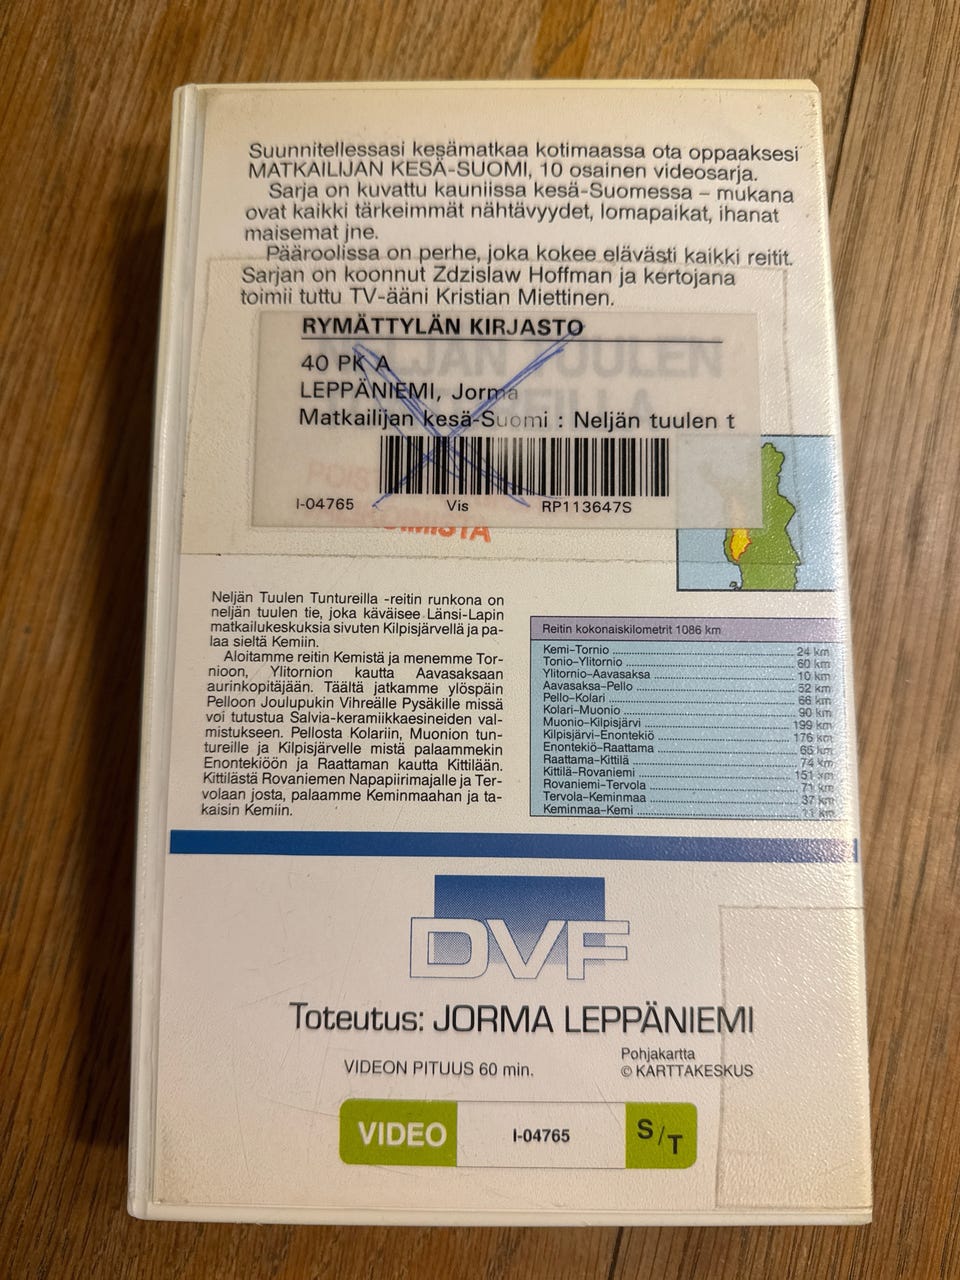 Suunnitellessasi kesämatkaa kotimaassa ota oppaaksesi
MATKAILIJAN KESÄ-SUOMI, 10 osainen videosarja.
Sarja on kuvattu kauniissa kesä-Suomessa – mukana
ovat kaikki tärkeimmät nähtävyydet, lomapaikat, ihanat
maisemat jne.
Pääroolissa on perhe, joka kokee elävästi kaikki reitit.
Sarjan on koonnut Zdzislaw Hoffman ja kertojana
toimii tuttu TV-ääni Kristian Miettinen.
RYMÄTTYLÄN KIRJASTO
NELJÄN TUULEN
40 PK A
LEPPÄNIEMI, Jorma
Matkailijan kesä-Suomi : Neljän tuulen t
I-04765 Vis RP113647S
Neljän Tuulen Tuntureilla -reitin runkona on
neljän tuulen tie, joka käväisee Länsi-Lapin
matkailukeskuksia sivuten Kilpisjärvellä ja pa-
laa sieltä Kemiin.
Aloitamme reitin Kemistä ja menemme Tor-
nioon, Ylitornion kautta Aavasaksaan
aurinkopitäjään. Täältä jatkamme ylöspäin
Pelloon Joulupukin Vihreälle Pysäkille missä
voi tutustua Salvia-keramiikkaesineiden val-
mistukseen. Pellosta Kolariin, Muonion tun-
tureille ja Kilpisjärvelle mistä palaammekin
Enontekiöön ja Raattaman kautta Kittilään.
Kittilästä Rovaniemen Napapiirimajalle ja Ter-
volaan josta, palaamme Keminmaahan ja ta-
kaisin Kemiin.
Reitin kokonaiskilometrit 1086 km
Kemi-Tornio 24 km
Tonio-Ylitornio 60 km
Ylitornio-Aavasaksa 10 km
Aavasaksa-Pello 52 km
Pello-Kolari 66 km
Kolari-Muonio 90 km
Muonio-Kilpisjärvi 199 km
Kilpisjärvi-Enontekiö 176 km
Enontekiö-Raattama 66 km
Raattama-Kittilä 74 km
Kittilä-Rovaniemi 151 km
Rovaniemi-Tervola 71 km
Tervola-Keminmaa 37 km
Keminmaa-Kemi 11 km
DVF
Toteutus: JORMA LEPPÄNIEMI
VIDEON PITUUS 60 min.
Pohjakartta
© KARTTAKESKUS
VIDEO I-04765 S/T